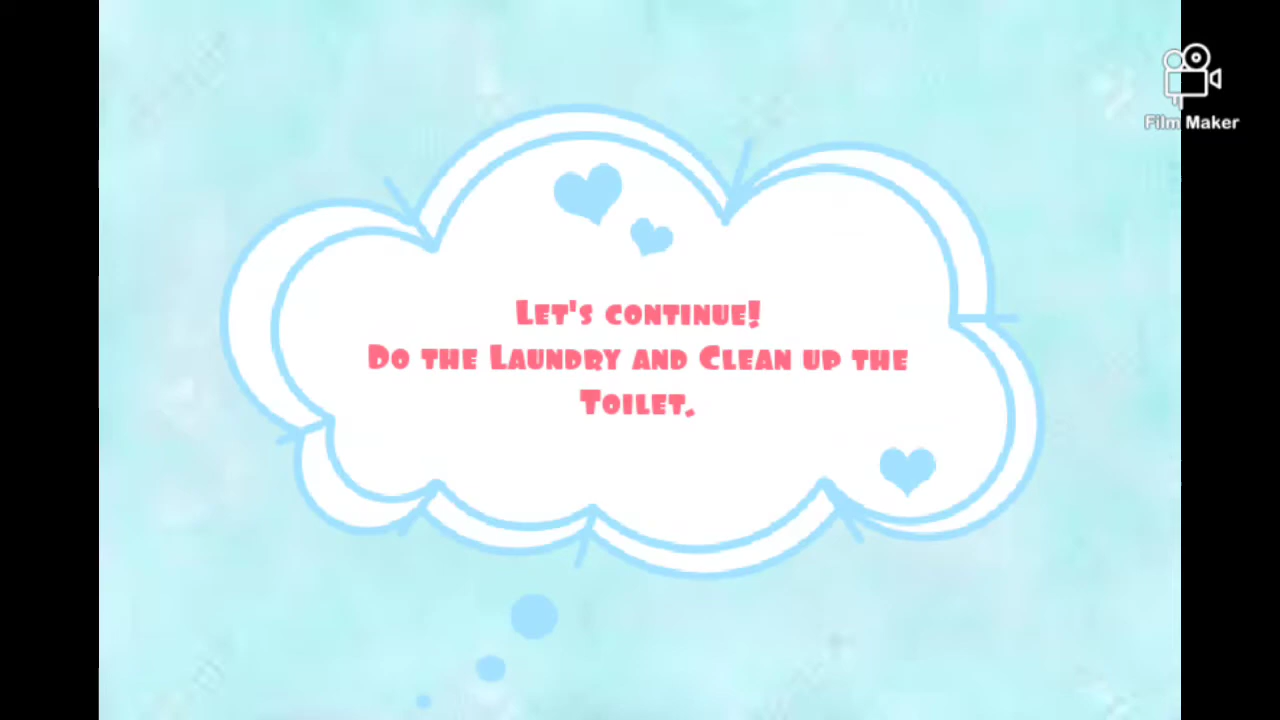 Film Maker
Let's continue!
Do the Laundry and Clean up the
Toilet.